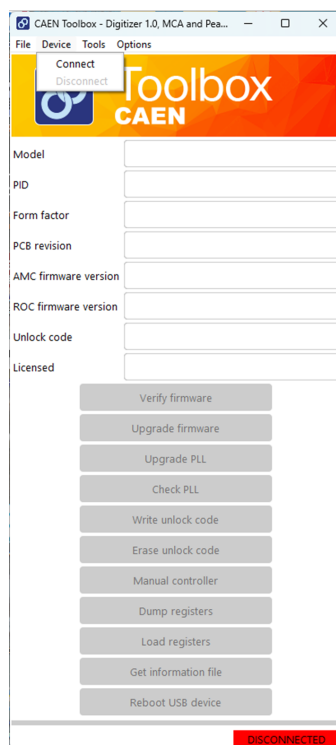 CAEN Toolbox - Digitizer 1.0, MCA and Pea...
File Device Tools Options
Connect
Disconnect
Toolbox
CAEN
Model
PID
Form factor
PCB revision
AMC firmware version
ROC firmware version
Unlock code
Licensed
Verify firmware
Upgrade firmware
Upgrade PLL
Check PLL
Write unlock code
Erase unlock code
Manual controller
Dump registers
Load registers
Get information file
Reboot USB device
DISCONNECTED